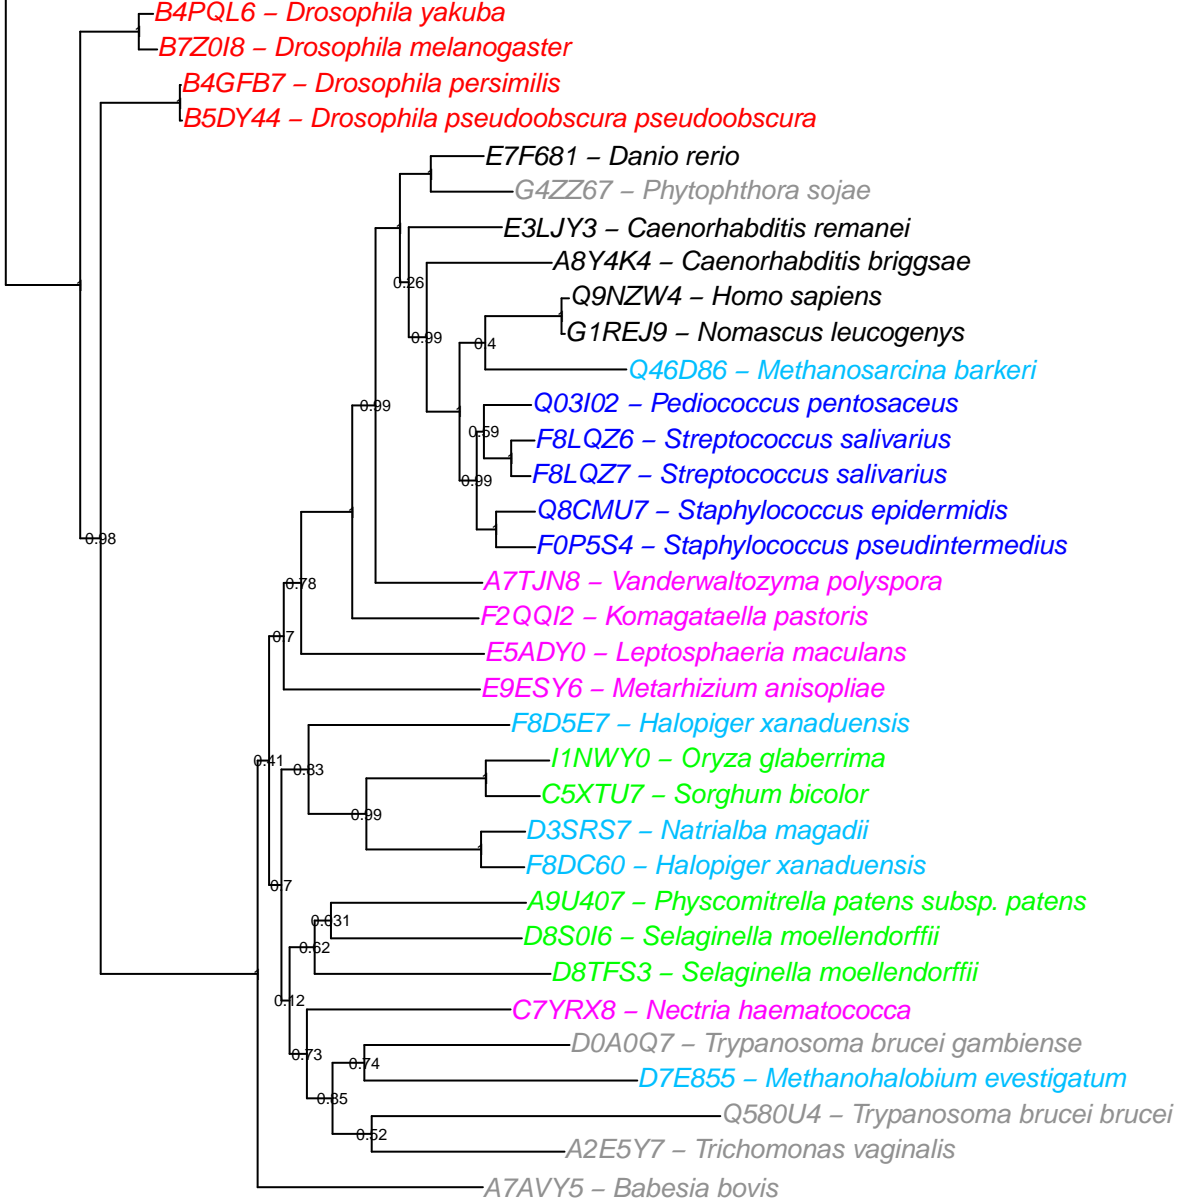 B4PQL6 – Drosophila yakuba
B7Z0I8 – Drosophila melanogaster
B4GFB7 – Drosophila persimilis
B5DY44 – Drosophila pseudoobscura pseudoobscura
E7F681 – Danio rerio
G4ZZ67 – Phytophthora sojae
E3LJY3 – Caenorhabditis remanei
A8Y4K4 – Caenorhabditis briggsae
0.26
Q9NZW4 – Homo sapiens
G1REJ9 – Nomascus leucogenys
0.99
0.4
Q46D86 – Methanosarcina barkeri
0.99
Q03I02 – Pediococcus pentosaceus
0.59
F8LQZ6 – Streptococcus salivarius
F8LQZ7 – Streptococcus salivarius
0.99
Q8CMU7 – Staphylococcus epidermidis
0.98
F0P5S4 – Staphylococcus pseudintermedius
0.78
A7TJN8 – Vanderwaltozyma polyspora
F2QQI2 – Komagataella pastoris
0.7
E5ADY0 – Leptosphaeria maculans
E9ESY6 – Metarhizium anisopliae
F8D5E7 – Halopiger xanaduensis
0.41
I1NWY0 – Oryza glaberrima
0.83
C5XTU7 – Sorghum bicolor
0.99
D3SRS7 – Natrialba magadii
F8DC60 – Halopiger xanaduensis
0.7
A9U407 – Physcomitrella patens subsp. patens
0.031
D8S0I6 – Selaginella moellendorffii
0.62
D8TFS3 – Selaginella moellendorffii
0.12
C7YRX8 – Nectria haematococca
D0A0Q7 – Trypanosoma brucei gambiense
0.73
0.74
D7E855 – Methanohalobium evestigatum
0.85
Q580U4 – Trypanosoma brucei brucei
0.52
A2E5Y7 – Trichomonas vaginalis
A7AVY5 – Babesia bovis